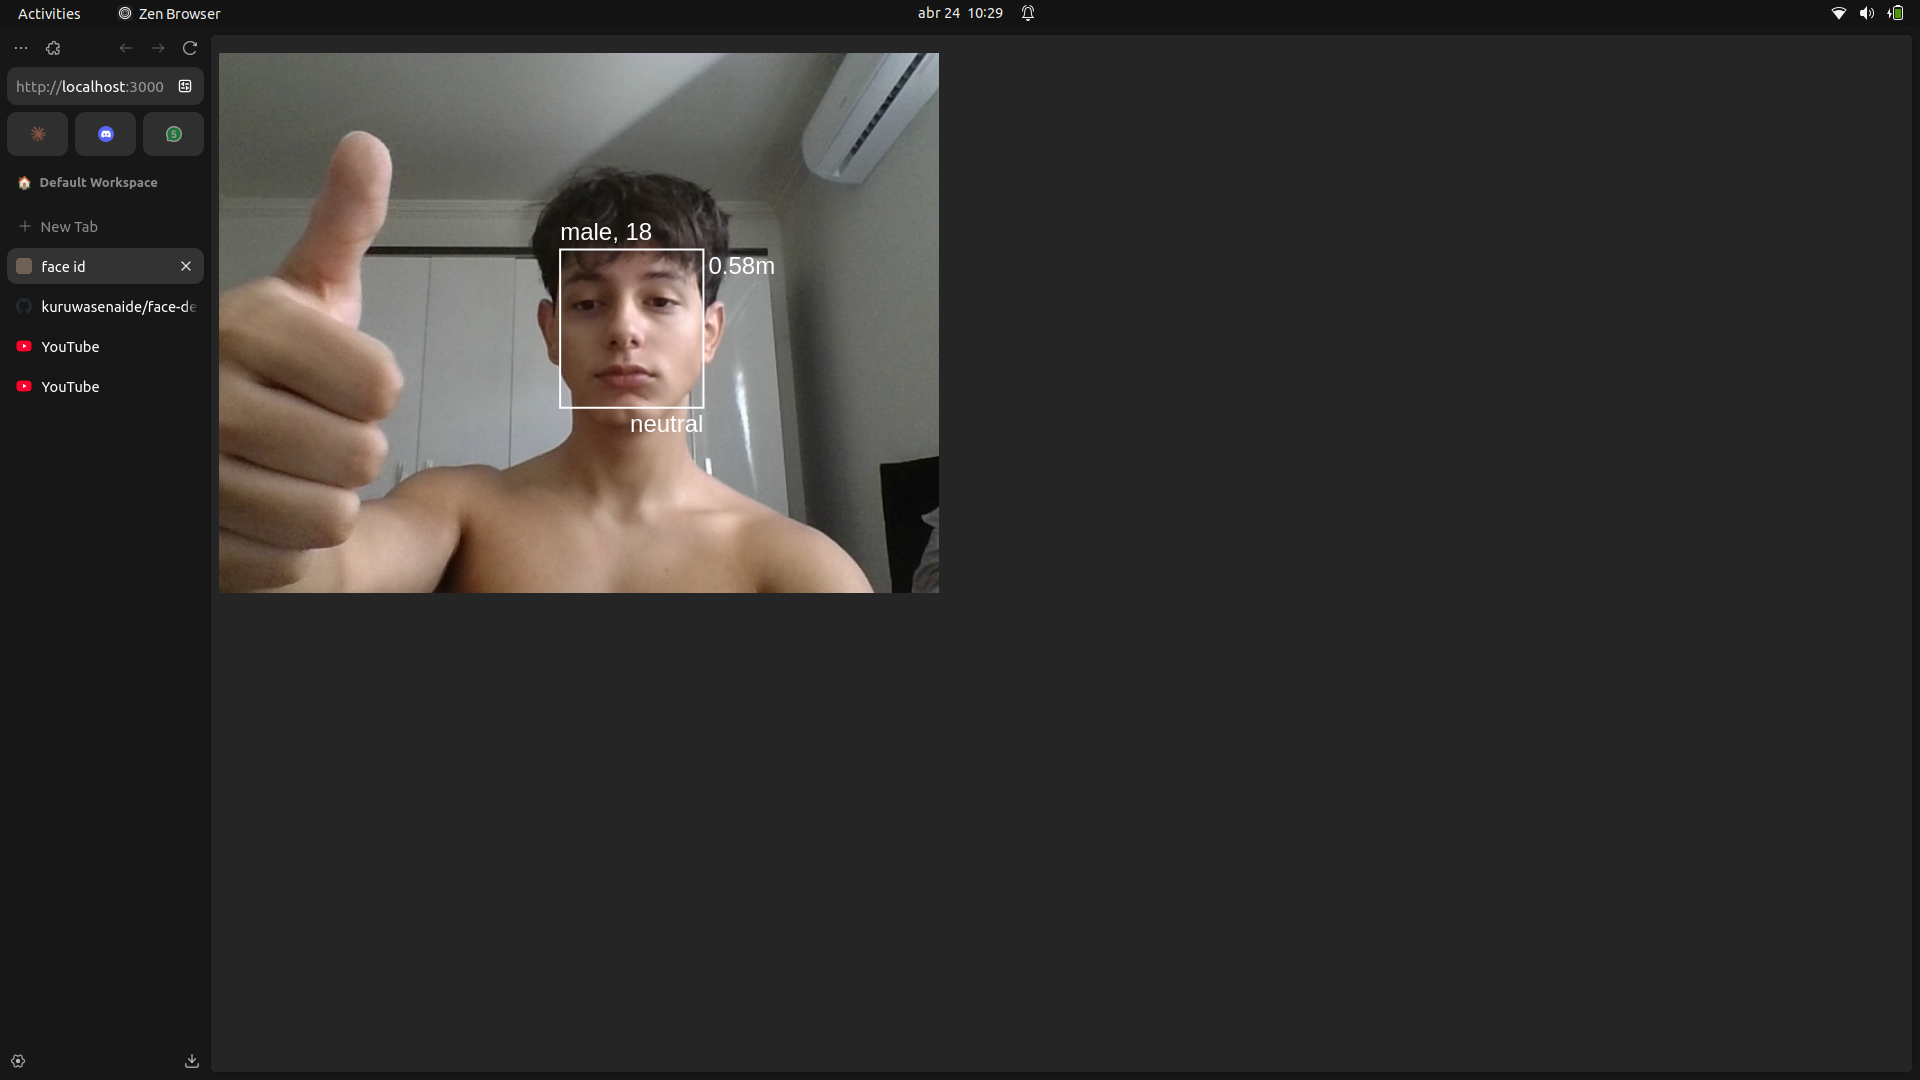 Activities
Zen Browser
abr 24 10:29
http://localhost:3000
5
Default Workspace
New Tab
face id
kuruwasenaide/face-de
YouTube
YouTube
male, 18
0.58m
neutral